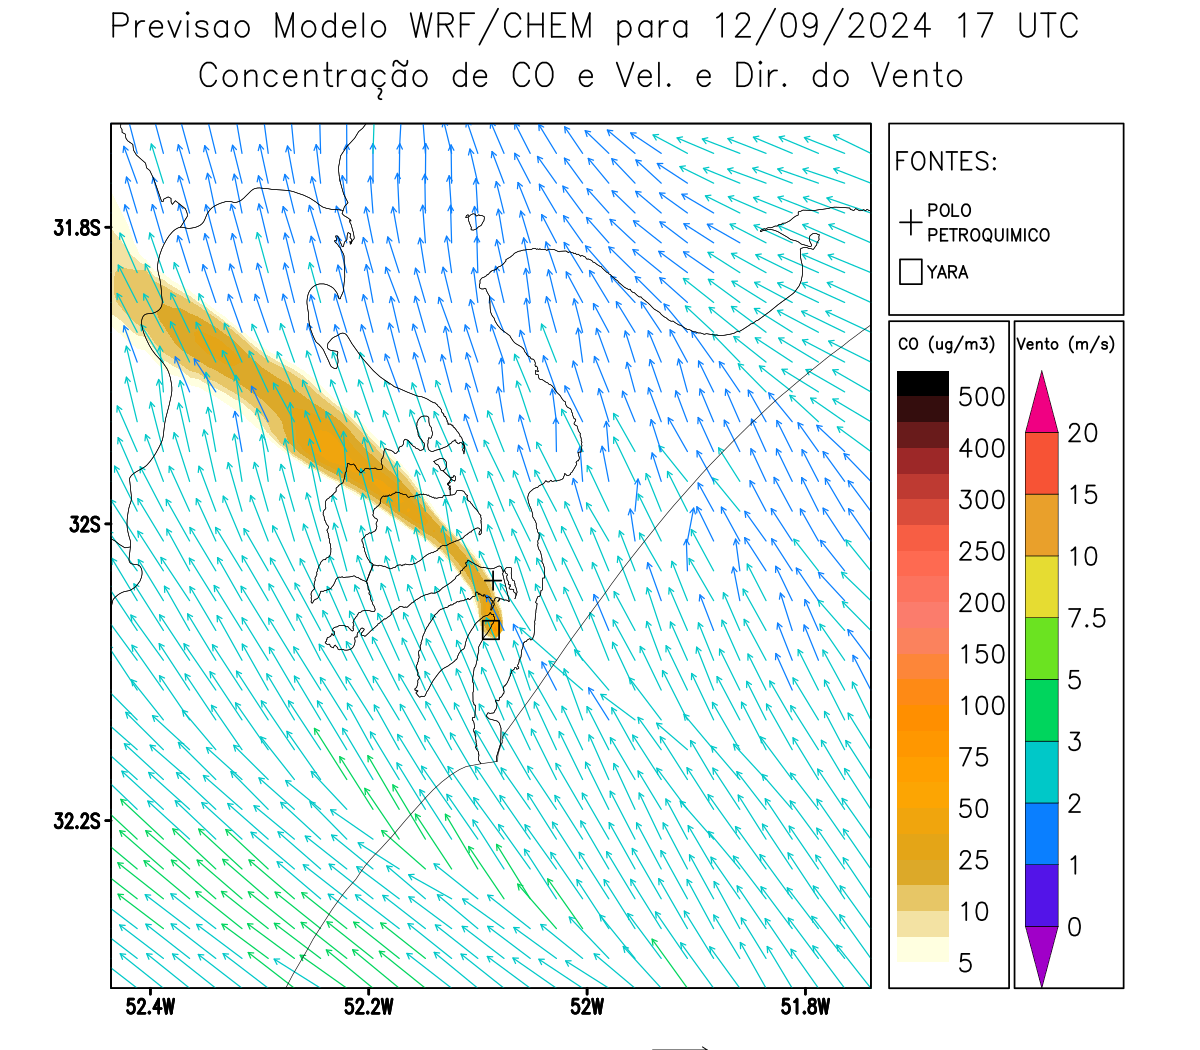 Previsao Modelo WRF/CHEM para 12/09/2024 17 UTC
Concentração de CO e Vel. e Dir. do Vento
FONTES:
POLO
PETROQUIMICO
YARA
CO (ug/m3)
500
400
300
250
200
150
100
75
50
25
10
5
Vento (m/s)
20
15
10
7.5
5
3
2
1
0
31.8S
32S
32.2S
52.4W
52.2W
52W
51.8W